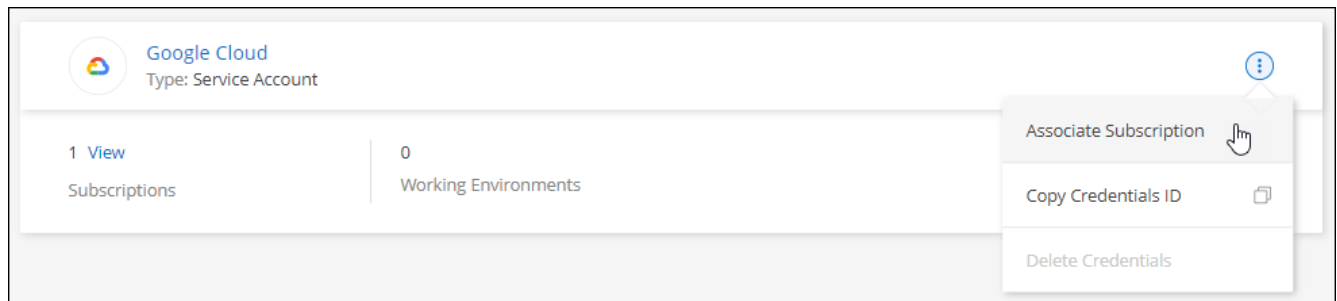 Google Cloud
Type: Service Account
Associate Subscription
1 View
0
Subscriptions
Working Environments
Copy Credentials ID
Delete Credentials